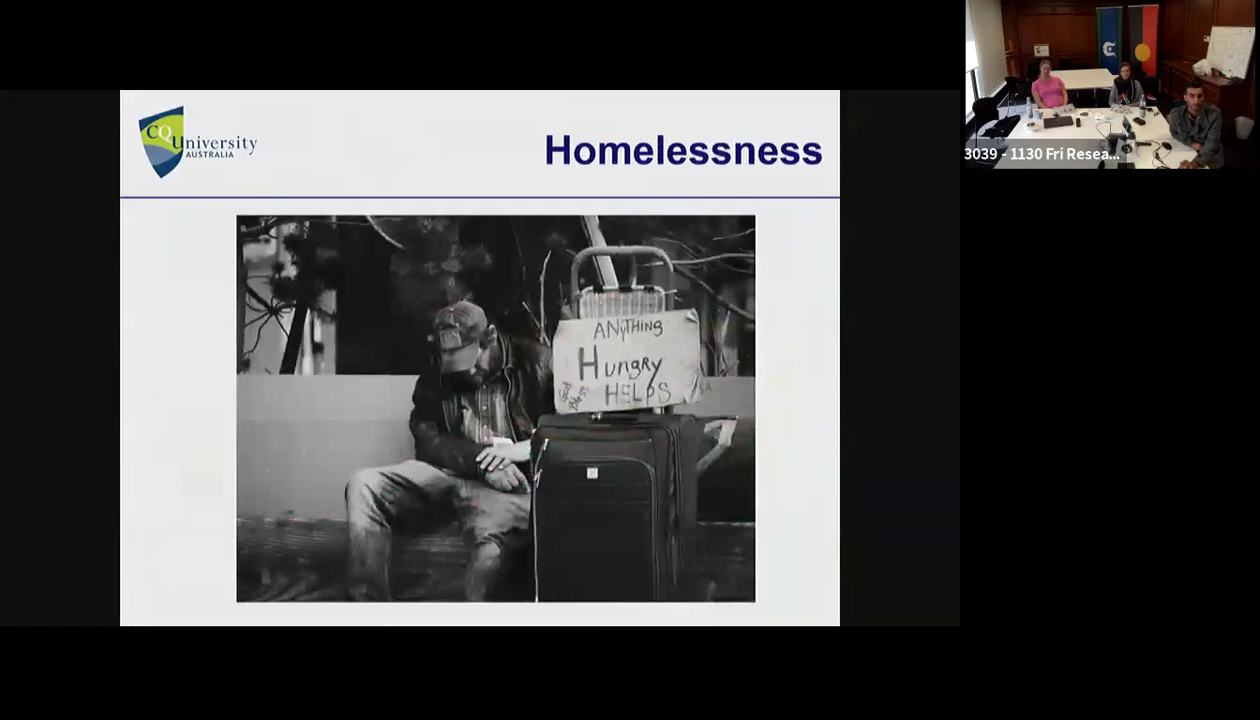 CQUniversity
AUSTRALIA
Homelessness
ANyTHING
HUngRy
HELPS
3039 - 1130 Fri Resea...